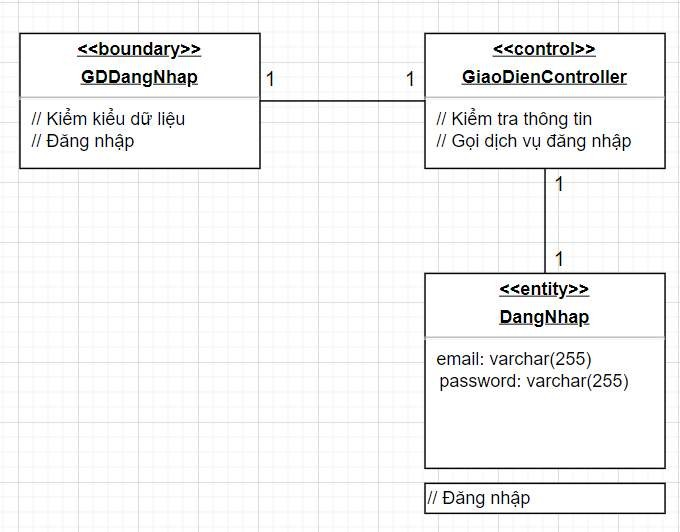 <<boundary>>
GDDangNhap
// Kiểm kiểu dữ liệu
// Đăng nhập
1
1
<<control>>
GiaoDienController
// Kiểm tra thông tin
// Gọi dịch vụ đăng nhập
1
1
<<entity>>
DangNhap
email: varchar(255)
password: varchar(255)
// Đăng nhập